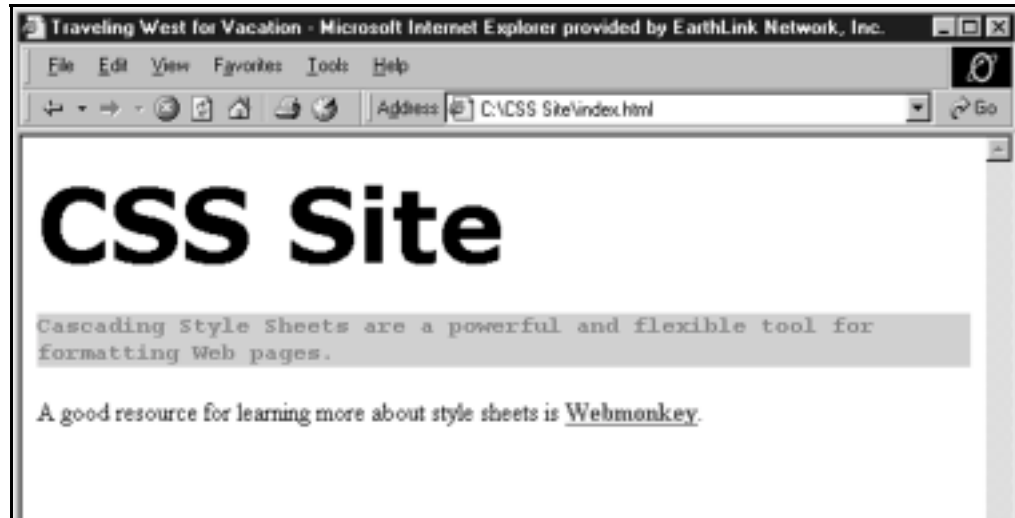 Traveling West for Vacation - Microsoft Internet Explorer provided by EarthLink Network, Inc.
File Edit View Favorites Tools Help
Address C:\CSS Site\index.html Go
CSS Site
Cascading Style Sheets are a powerful and flexible tool for
formatting Web pages.
A good resource for learning more about style sheets is Webmonkey.